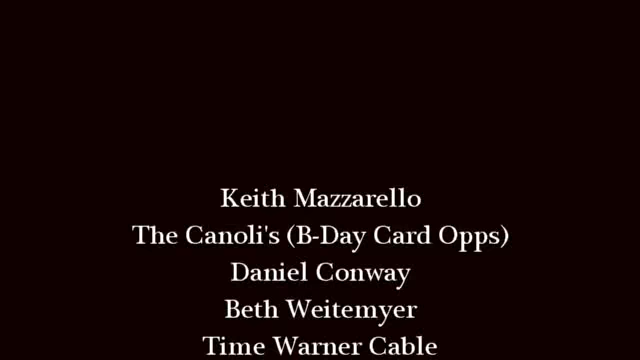 Keith Mazzarello
The Canoli's (B-Day Card Opps)
Daniel Conway
Beth Weitemyer
Time Warner Cable